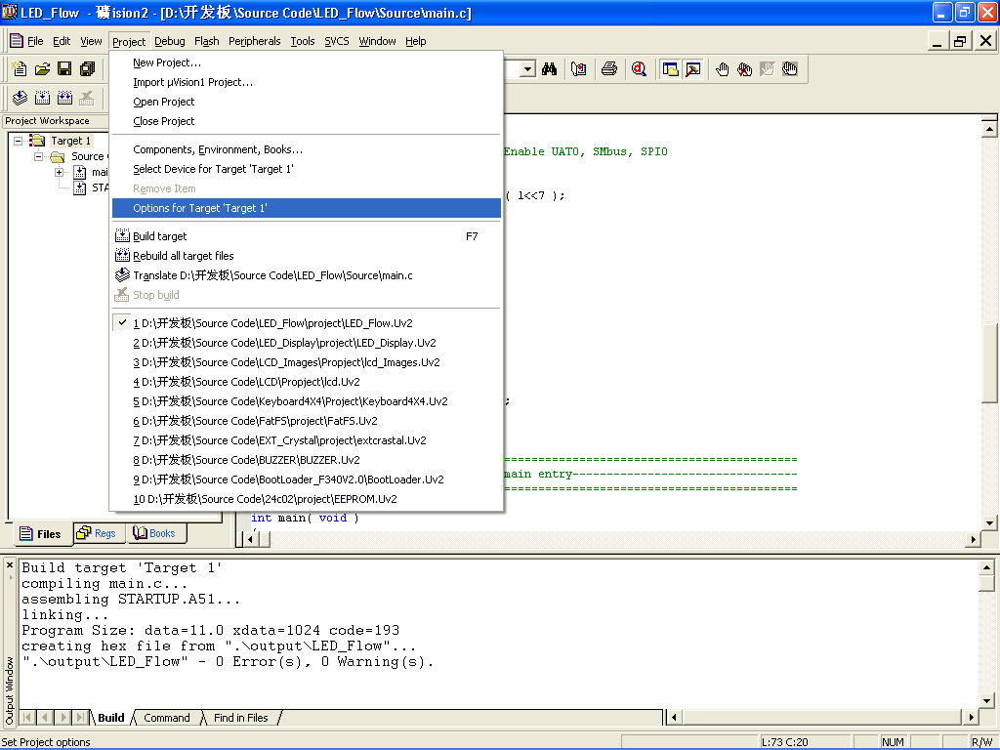 LED_Flow - 礦ision2 - [D:\开发板\Source Code\LED_Flow\Source\main.c]
File Edit View Project Debug Flash Peripherals Tools SVCS Window Help
New Project...
Import µVision1 Project...
Open Project
Close Project
Components, Environment, Books...
Select Device for Target 'Target 1'
Remove Item
Options for Target 'Target 1'
Build target F7
Rebuild all target files
Translate D:\开发板\Source Code\LED_Flow\Source\main.c
Stop build
1 D:\开发板\Source Code\LED_Flow\project\LED_Flow.Uv2
2 D:\开发板\Source Code\LED_Display\project\LED_Display.Uv2
3 D:\开发板\Source Code\LCD_Images\Propject\lcd_Images.Uv2
4 D:\开发板\Source Code\LCD\Propject\lcd.Uv2
5 D:\开发板\Source Code\Keyboard4X4\Project\Keyboard4X4.Uv2
6 D:\开发板\Source Code\FatFS\project\FatFS.Uv2
7 D:\开发板\Source Code\EXT_Crystal\project\extcrastal.Uv2
8 D:\开发板\Source Code\BUZZER\BUZZER.Uv2
9 D:\开发板\Source Code\BootLoader_F340V2.0\BootLoader.Uv2
10 D:\开发板\Source Code\24c02\project\EEPROM.Uv2
Project Workspace
Target 1
Source
mai
STA
Files Regs Books
Enable UAT0, SMbus, SPI0
( 1<<7 );
;
========================================
main entry--------------------------------
========================================
int main( void )
{
Build target 'Target 1'
compiling main.c...
assembling STARTUP.A51...
linking...
Program Size: data=11.0 xdata=1024 code=193
creating hex file from ".\output\LED_Flow"...
".\output\LED_Flow" - 0 Error(s), 0 Warning(s).
Output Window
Build Command Find in Files
Set Project options L:73 C:20 NUM R/W